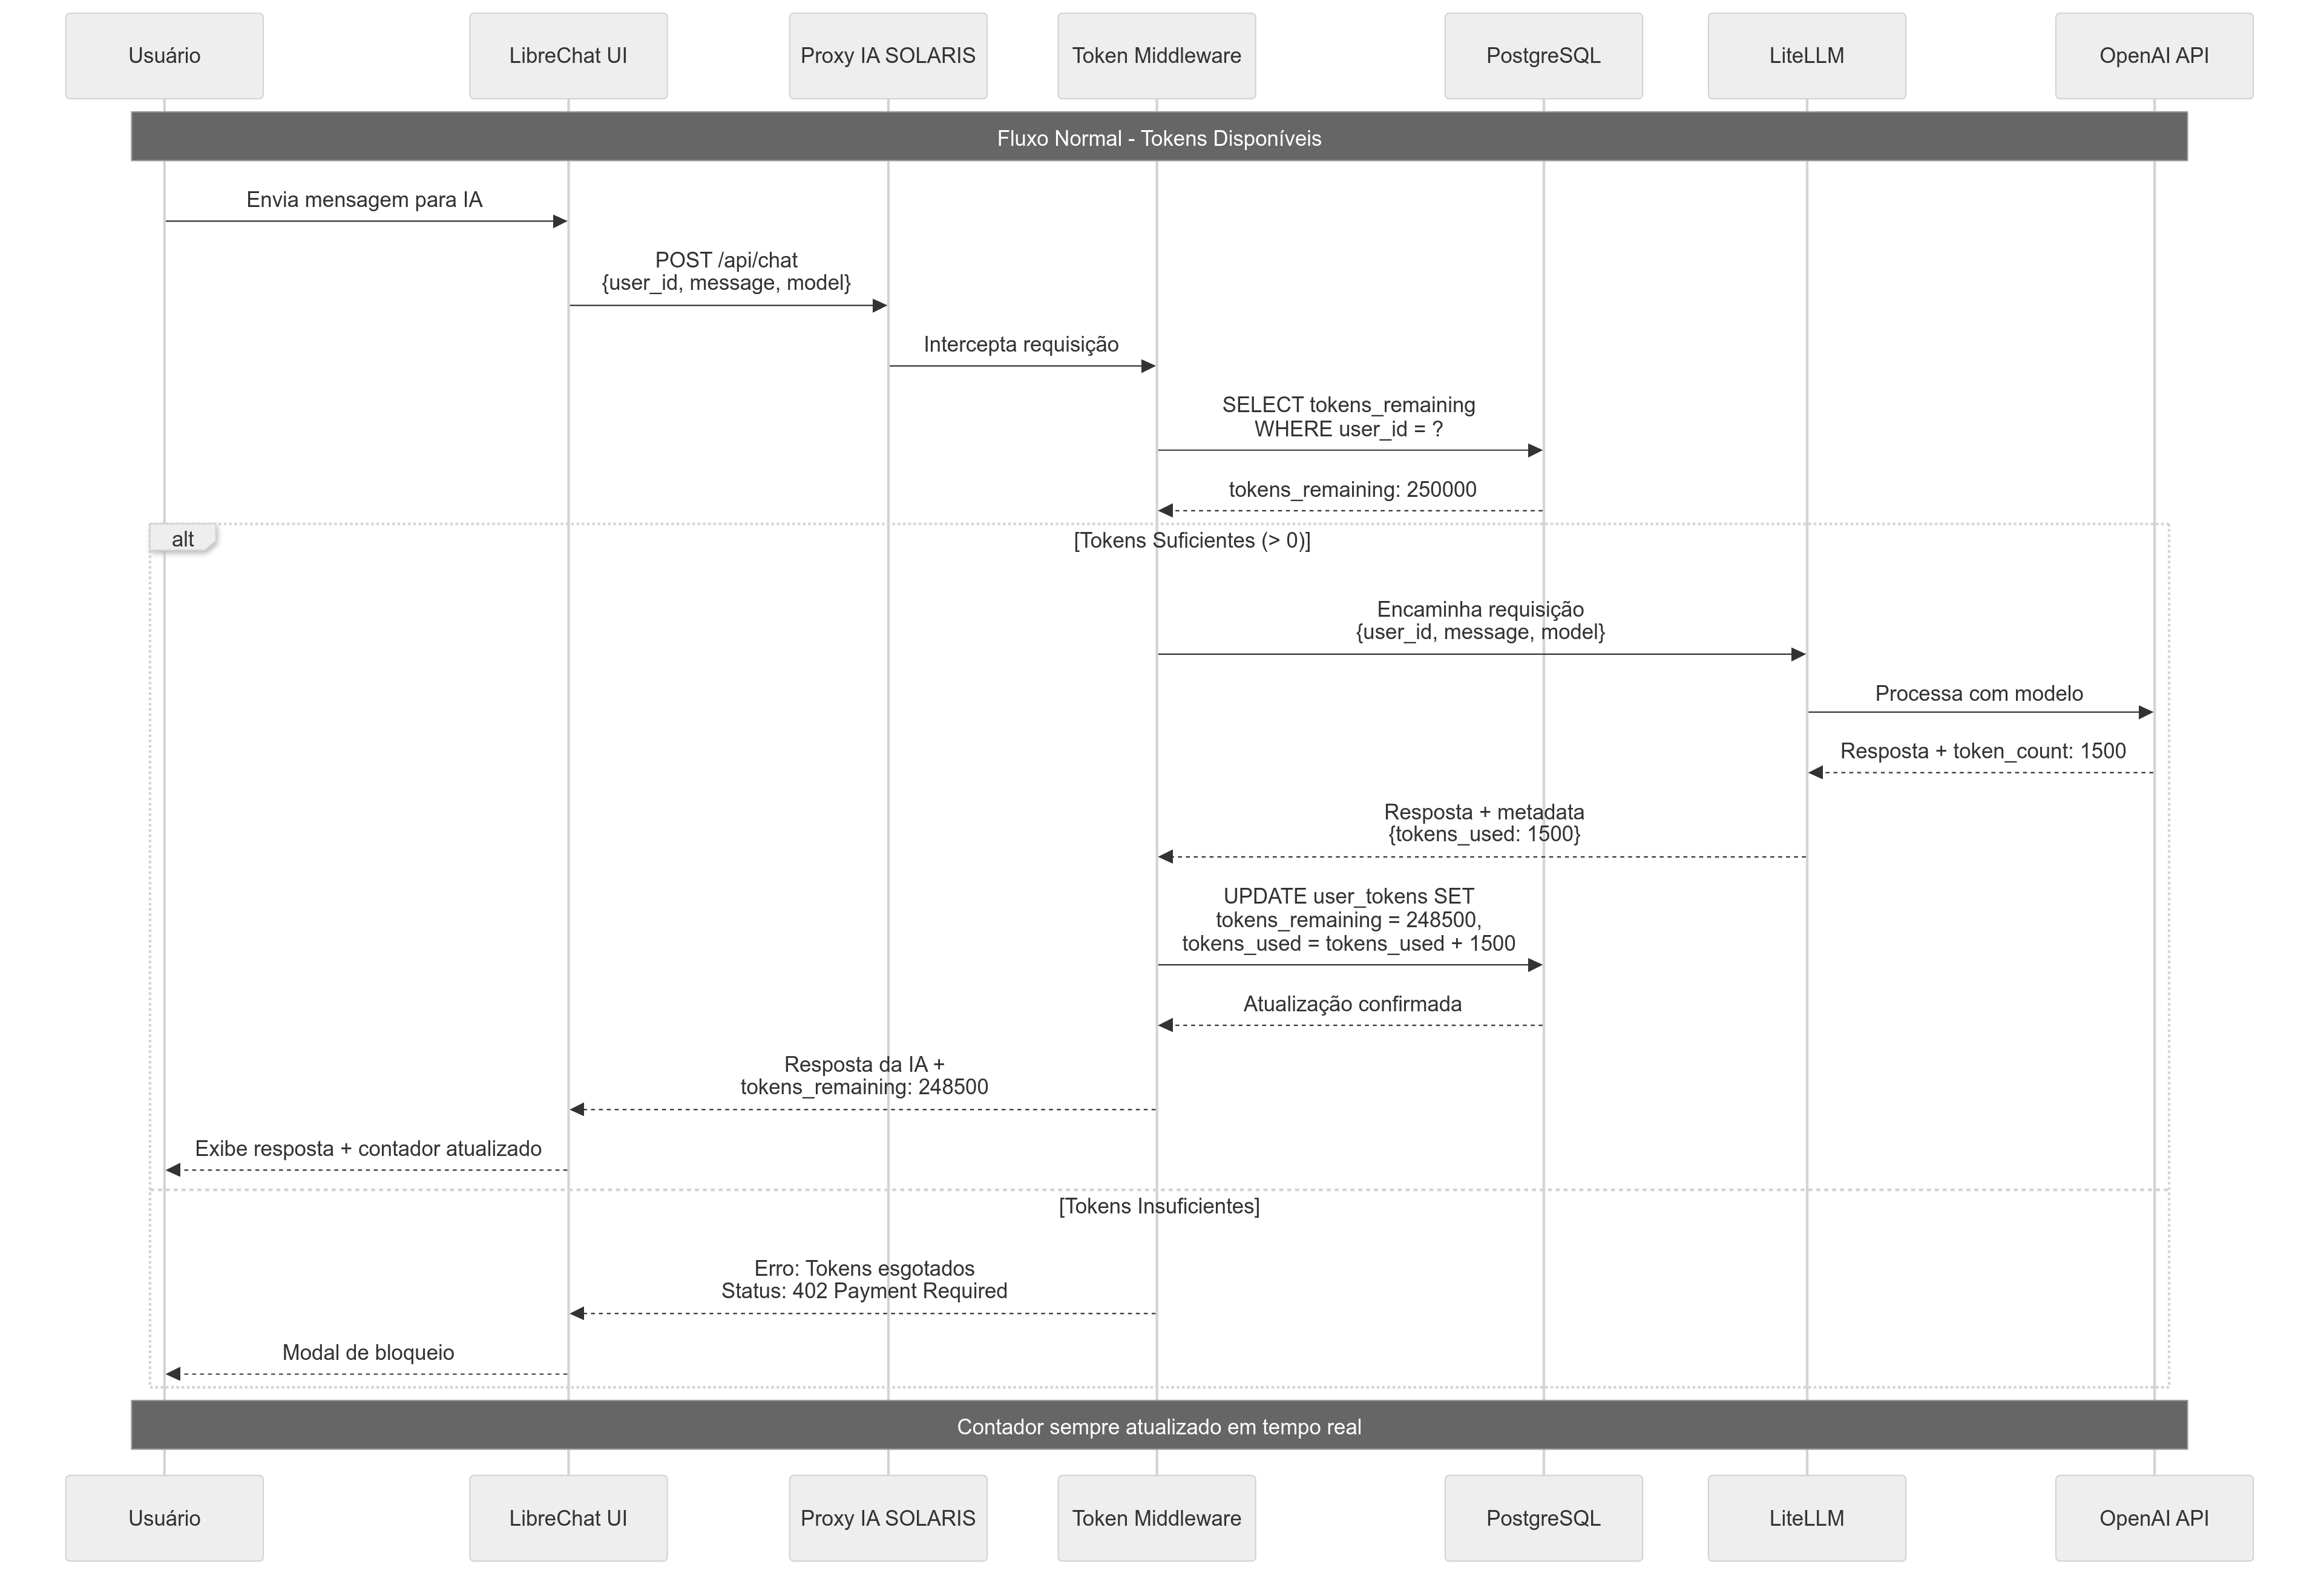 Usuário
LibreChat UI
Proxy IA SOLARIS
Token Middleware
PostgreSQL
LiteLLM
OpenAI API
Fluxo Normal - Tokens Disponíveis
Envia mensagem para IA
POST /api/chat
{user_id, message, model}
Intercepta requisição
SELECT tokens_remaining
WHERE user_id = ?
tokens_remaining: 250000
alt
[Tokens Suficientes (> 0)]
Encaminha requisição
{user_id, message, model}
Processa com modelo
Resposta + token_count: 1500
Resposta + metadata
{tokens_used: 1500}
UPDATE user_tokens SET
tokens_remaining = 248500,
tokens_used = tokens_used + 1500
Atualização confirmada
Resposta da IA +
tokens_remaining: 248500
Exibe resposta + contador atualizado
[Tokens Insuficientes]
Erro: Tokens esgotados
Status: 402 Payment Required
Modal de bloqueio
Contador sempre atualizado em tempo real
Usuário
LibreChat UI
Proxy IA SOLARIS
Token Middleware
PostgreSQL
LiteLLM
OpenAI API